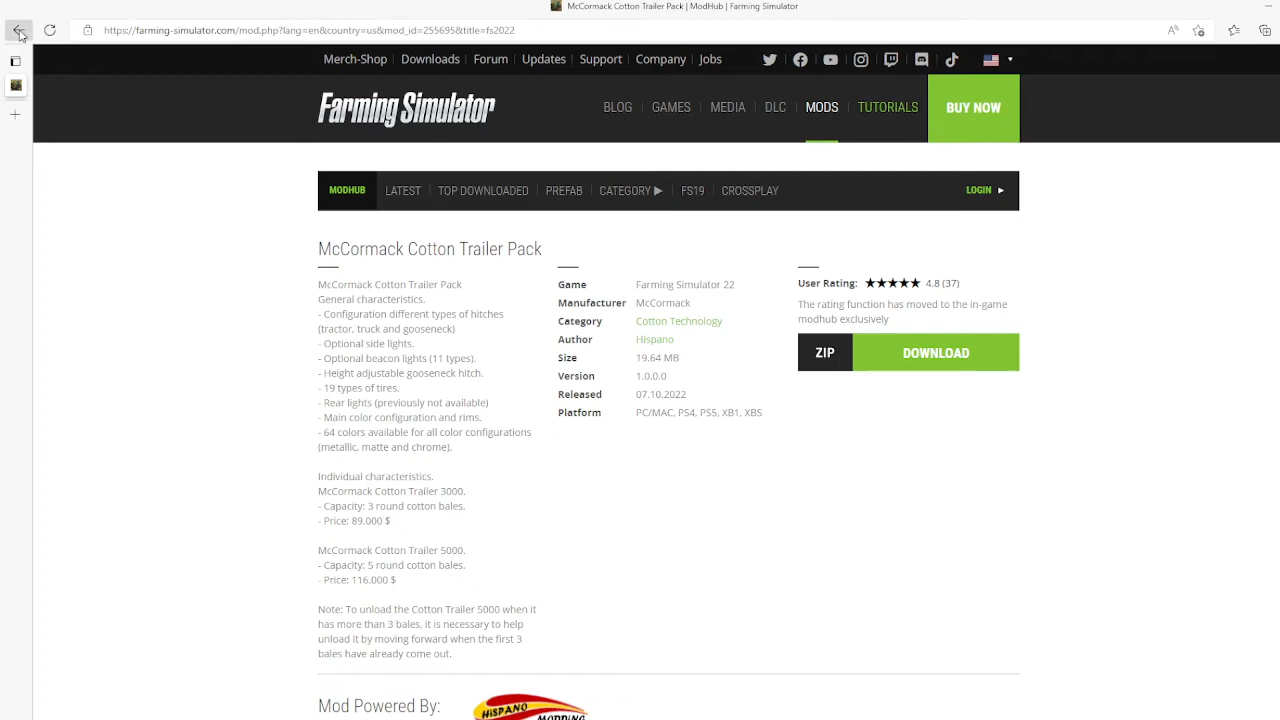 McCormack Cotton Trailer Pack | ModHub | Farming Simulator
https://farming-simulator.com/mod.php?lang=en&country=us&mod_id=255695&title=fs2022
Merch-Shop | Downloads | Forum | Updates | Support | Company | Jobs
Farming Simulator
BLOG | GAMES | MEDIA | DLC | MODS | TUTORIALS
BUY NOW
MODHUB LATEST | TOP DOWNLOADED | PREFAB | CATEGORY ▶ | FS19 | CROSSPLAY
LOGIN ▶
McCormack Cotton Trailer Pack
McCormack Cotton Trailer Pack
General characteristics.
- Configuration different types of hitches
(tractor, truck and gooseneck)
- Optional side lights.
- Optional beacon lights (11 types).
- Height adjustable gooseneck hitch.
- 19 types of tires.
- Rear lights (previously not available)
- Main color configuration and rims.
- 64 colors available for all color configurations
(metallic, matte and chrome).
Individual characteristics.
McCormack Cotton Trailer 3000.
- Capacity: 3 round cotton bales.
- Price: 89.000 $
McCormack Cotton Trailer 5000.
- Capacity: 5 round cotton bales.
- Price: 116.000 $
Note: To unload the Cotton Trailer 5000 when it
has more than 3 bales, it is necessary to help
unload it by moving forward when the first 3
bales have already come out.
Game Farming Simulator 22
Manufacturer McCormack
Category Cotton Technology
Author Hispano
Size 19.64 MB
Version 1.0.0.0
Released 07.10.2022
Platform PC/MAC, PS4, PS5, XB1, XBS
User Rating: ★★★★★ 4.8 (37)
The rating function has moved to the in-game
modhub exclusively
ZIP DOWNLOAD
Mod Powered By:
HISPANO
MODDING